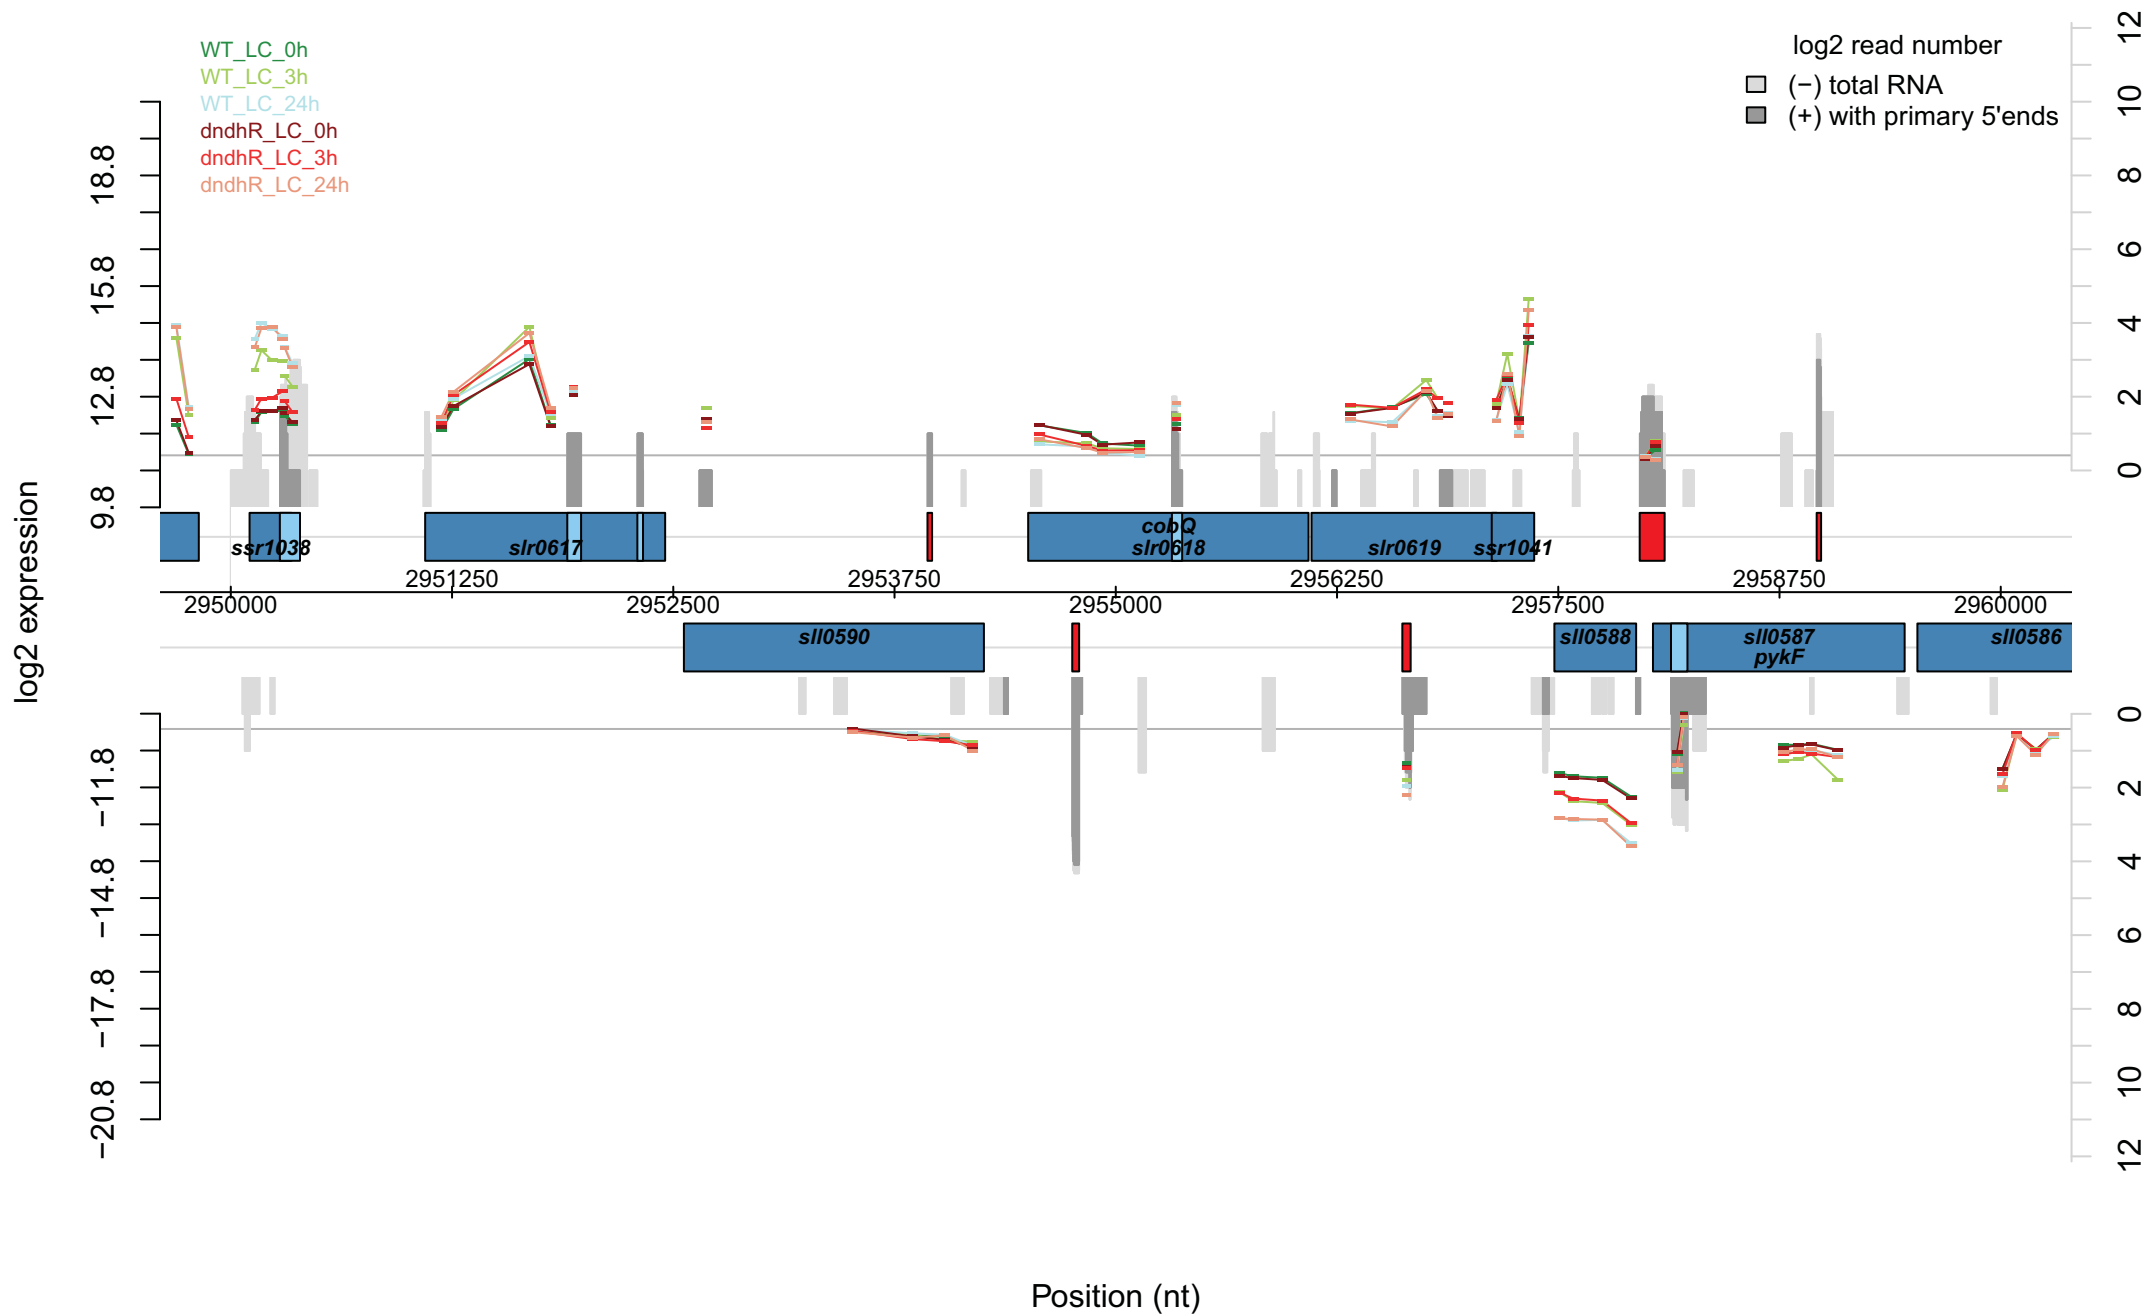 WT_LC_0h
WT_LC_3h
WT_LC_24h
dndhR_LC_0h
dndhR_LC_3h
dndhR_LC_24h
log2 read number
(−) total RNA
(+) with primary 5'ends
log2 expression
18.8
15.8
12.8
9.8
12
10
8
6
4
2
0
ssr1038
slr0617
cobQ
slr0618
slr0619
ssr1041
2951250
2953750
2956250
2958750
2950000
2952500
2955000
2957500
2960000
sll0590
sll0588
sll0587
pykF
sll0586
−11.8
−14.8
−17.8
−20.8
0
2
4
6
8
10
12
Position (nt)